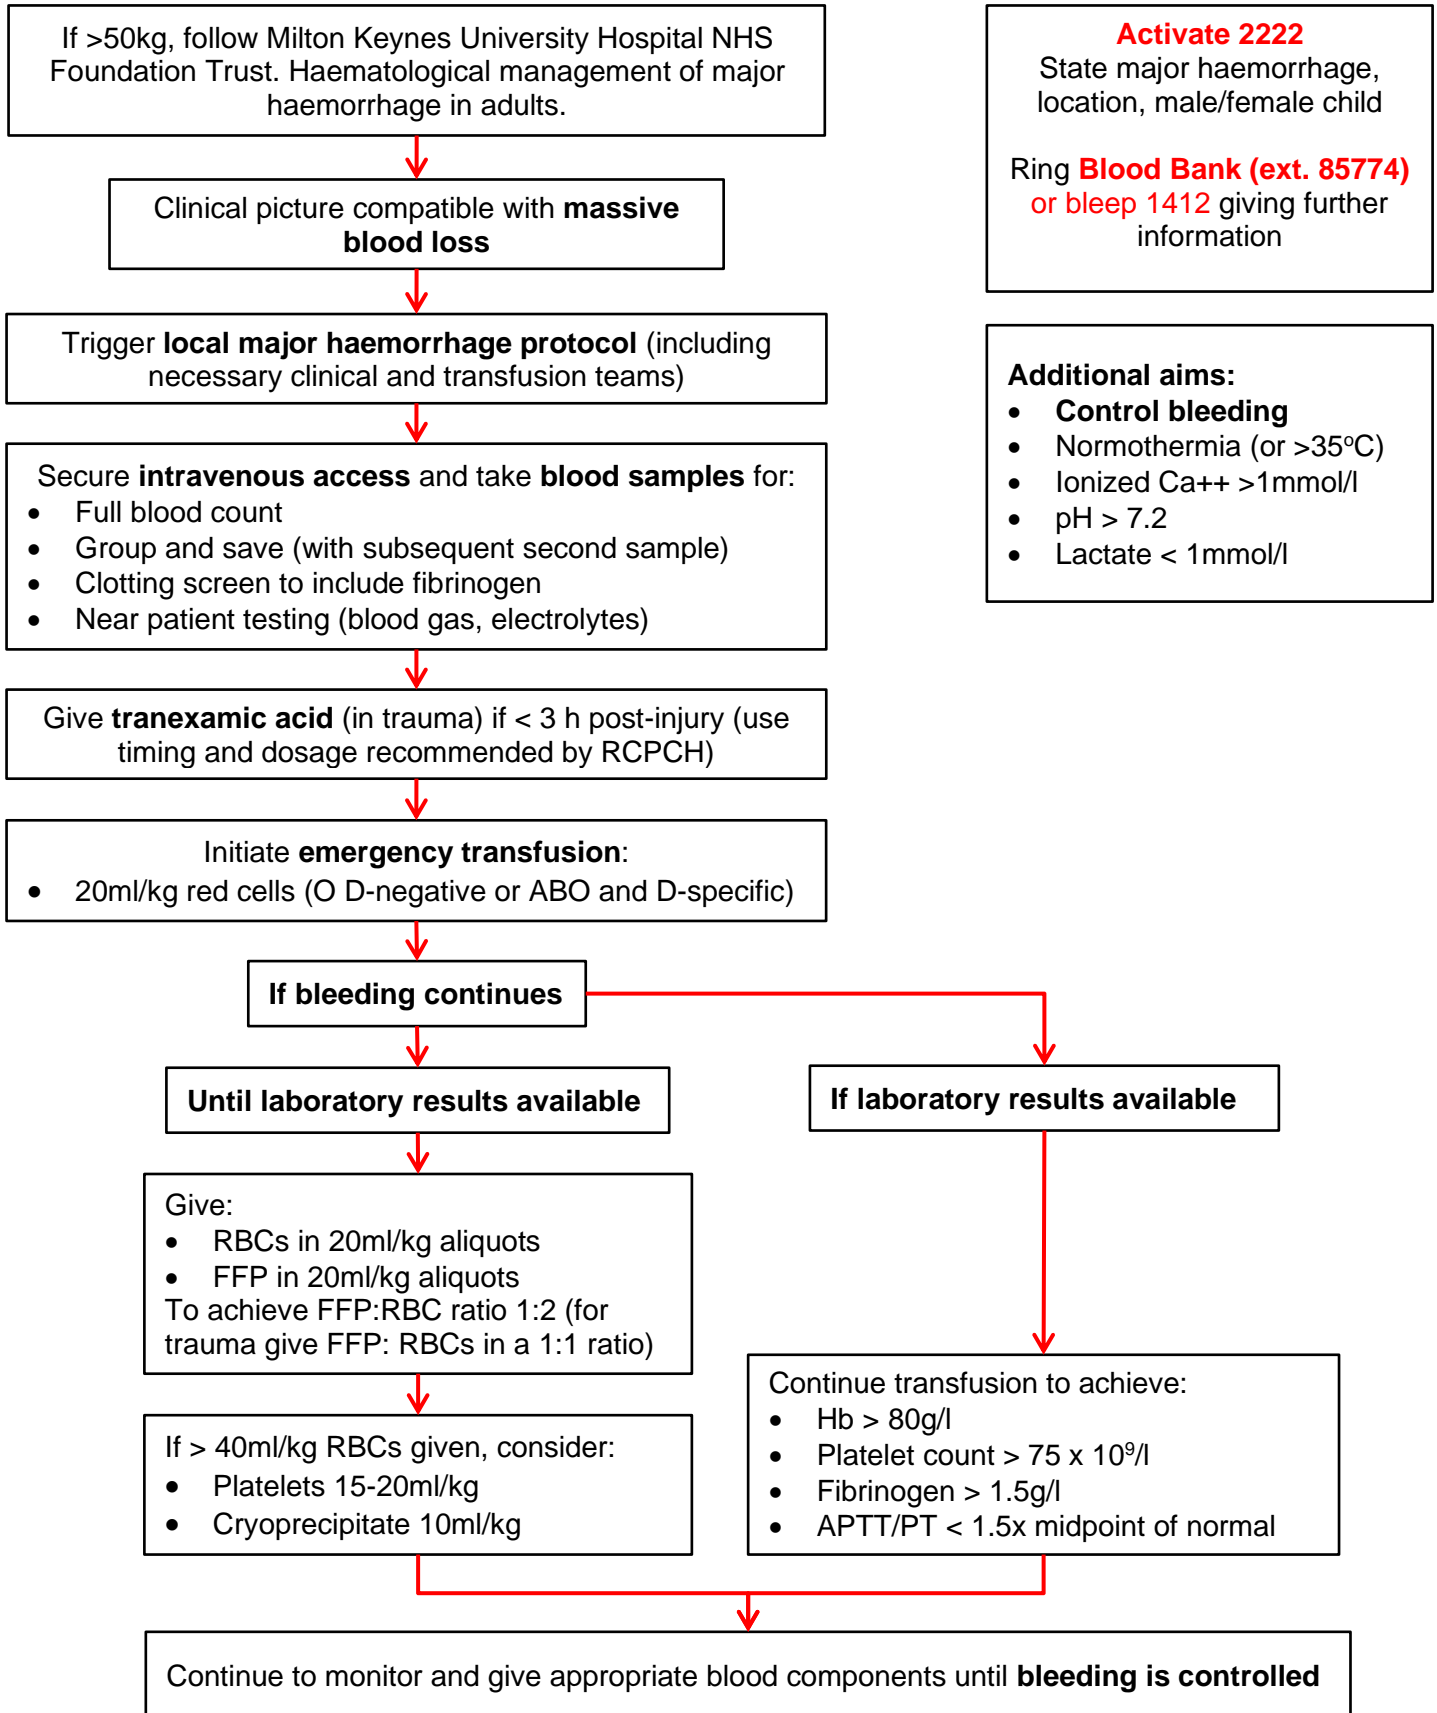 If >50kg, follow Milton Keynes University Hospital NHS
Foundation Trust. Haematological management of major
haemorrhage in adults.
Clinical picture compatible with massive
blood loss
Trigger local major haemorrhage protocol (including
necessary clinical and transfusion teams)
Secure intravenous access and take blood samples for:
• Full blood count
• Group and save (with subsequent second sample)
• Clotting screen to include fibrinogen
• Near patient testing (blood gas, electrolytes)
Give tranexamic acid (in trauma) if < 3 h post-injury (use
timing and dosage recommended by RCPCH)
Initiate emergency transfusion:
• 20ml/kg red cells (O D-negative or ABO and D-specific)
If bleeding continues
Until laboratory results available
Give:
• RBCs in 20ml/kg aliquots
• FFP in 20ml/kg aliquots
To achieve FFP:RBC ratio 1:2 (for
trauma give FFP: RBCs in a 1:1 ratio)
If > 40ml/kg RBCs given, consider:
• Platelets 15-20ml/kg
• Cryoprecipitate 10ml/kg
If laboratory results available
Continue transfusion to achieve:
• Hb > 80g/l
• Platelet count > 75 x 10⁹/l
• Fibrinogen > 1.5g/l
• APTT/PT < 1.5x midpoint of normal
Continue to monitor and give appropriate blood components until bleeding is controlled
Activate 2222
State major haemorrhage,
location, male/female child
Ring Blood Bank (ext. 85774)
or bleep 1412 giving further
information
Additional aims:
• Control bleeding
• Normothermia (or >35ᵒC)
• Ionized Ca++ >1mmol/l
• pH > 7.2
• Lactate < 1mmol/l